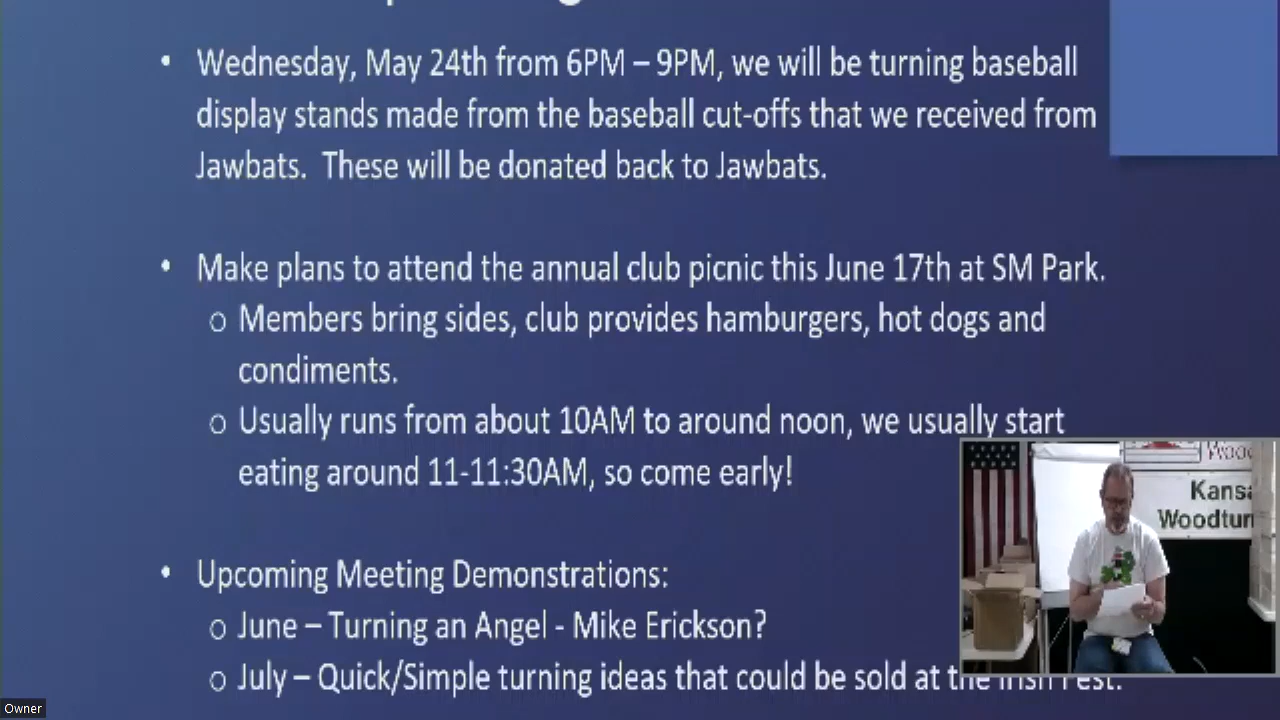 • Wednesday, May 24th from 6PM – 9PM, we will be turning baseball
display stands made from the baseball cut-offs that we received from
Jawbats.  These will be donated back to Jawbats.
• Make plans to attend the annual club picnic this June 17th at SM Park.
o Members bring sides, club provides hamburgers, hot dogs and
condiments.
o Usually runs from about 10AM to around noon, we usually start
eating around 11-11:30AM, so come early!
Kansa
Woodtur
• Upcoming Meeting Demonstrations:
o June – Turning an Angel - Mike Erickson?
o July – Quick/Simple turning ideas that could be sold at the Irish Fest.
Owner